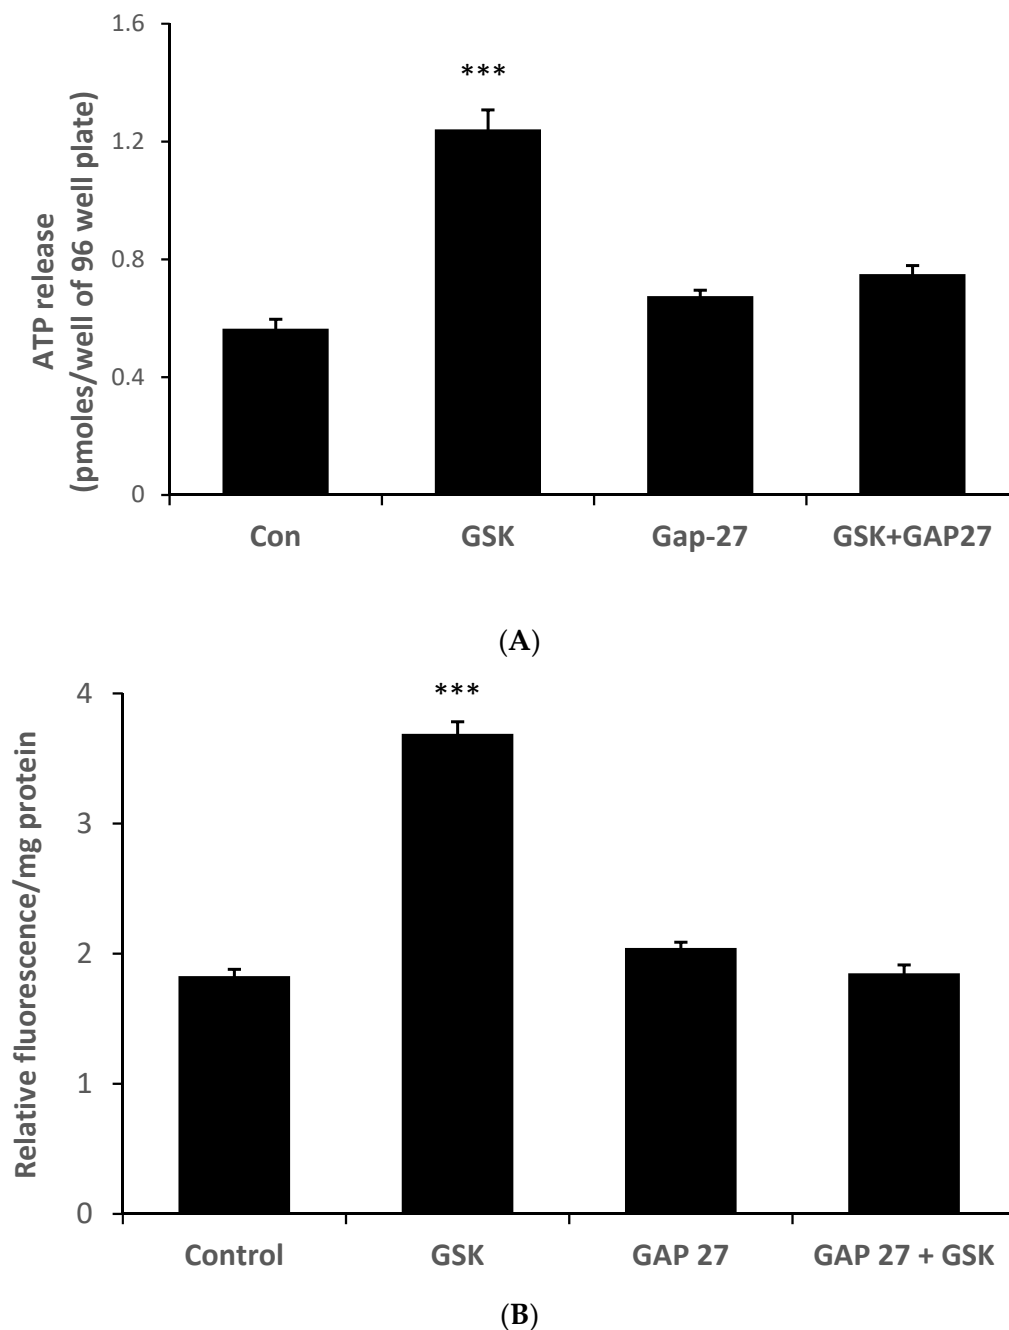 1.6
***
1.2
0.8
0.4
0
ATP release
(pmoles/well of 96 well plate)
Con GSK Gap-27 GSK+GAP27
(A)
***
4
3
2
1
0
Relative fluorescence/mg protein
Control GSK GAP 27 GAP 27 + GSK
(B)